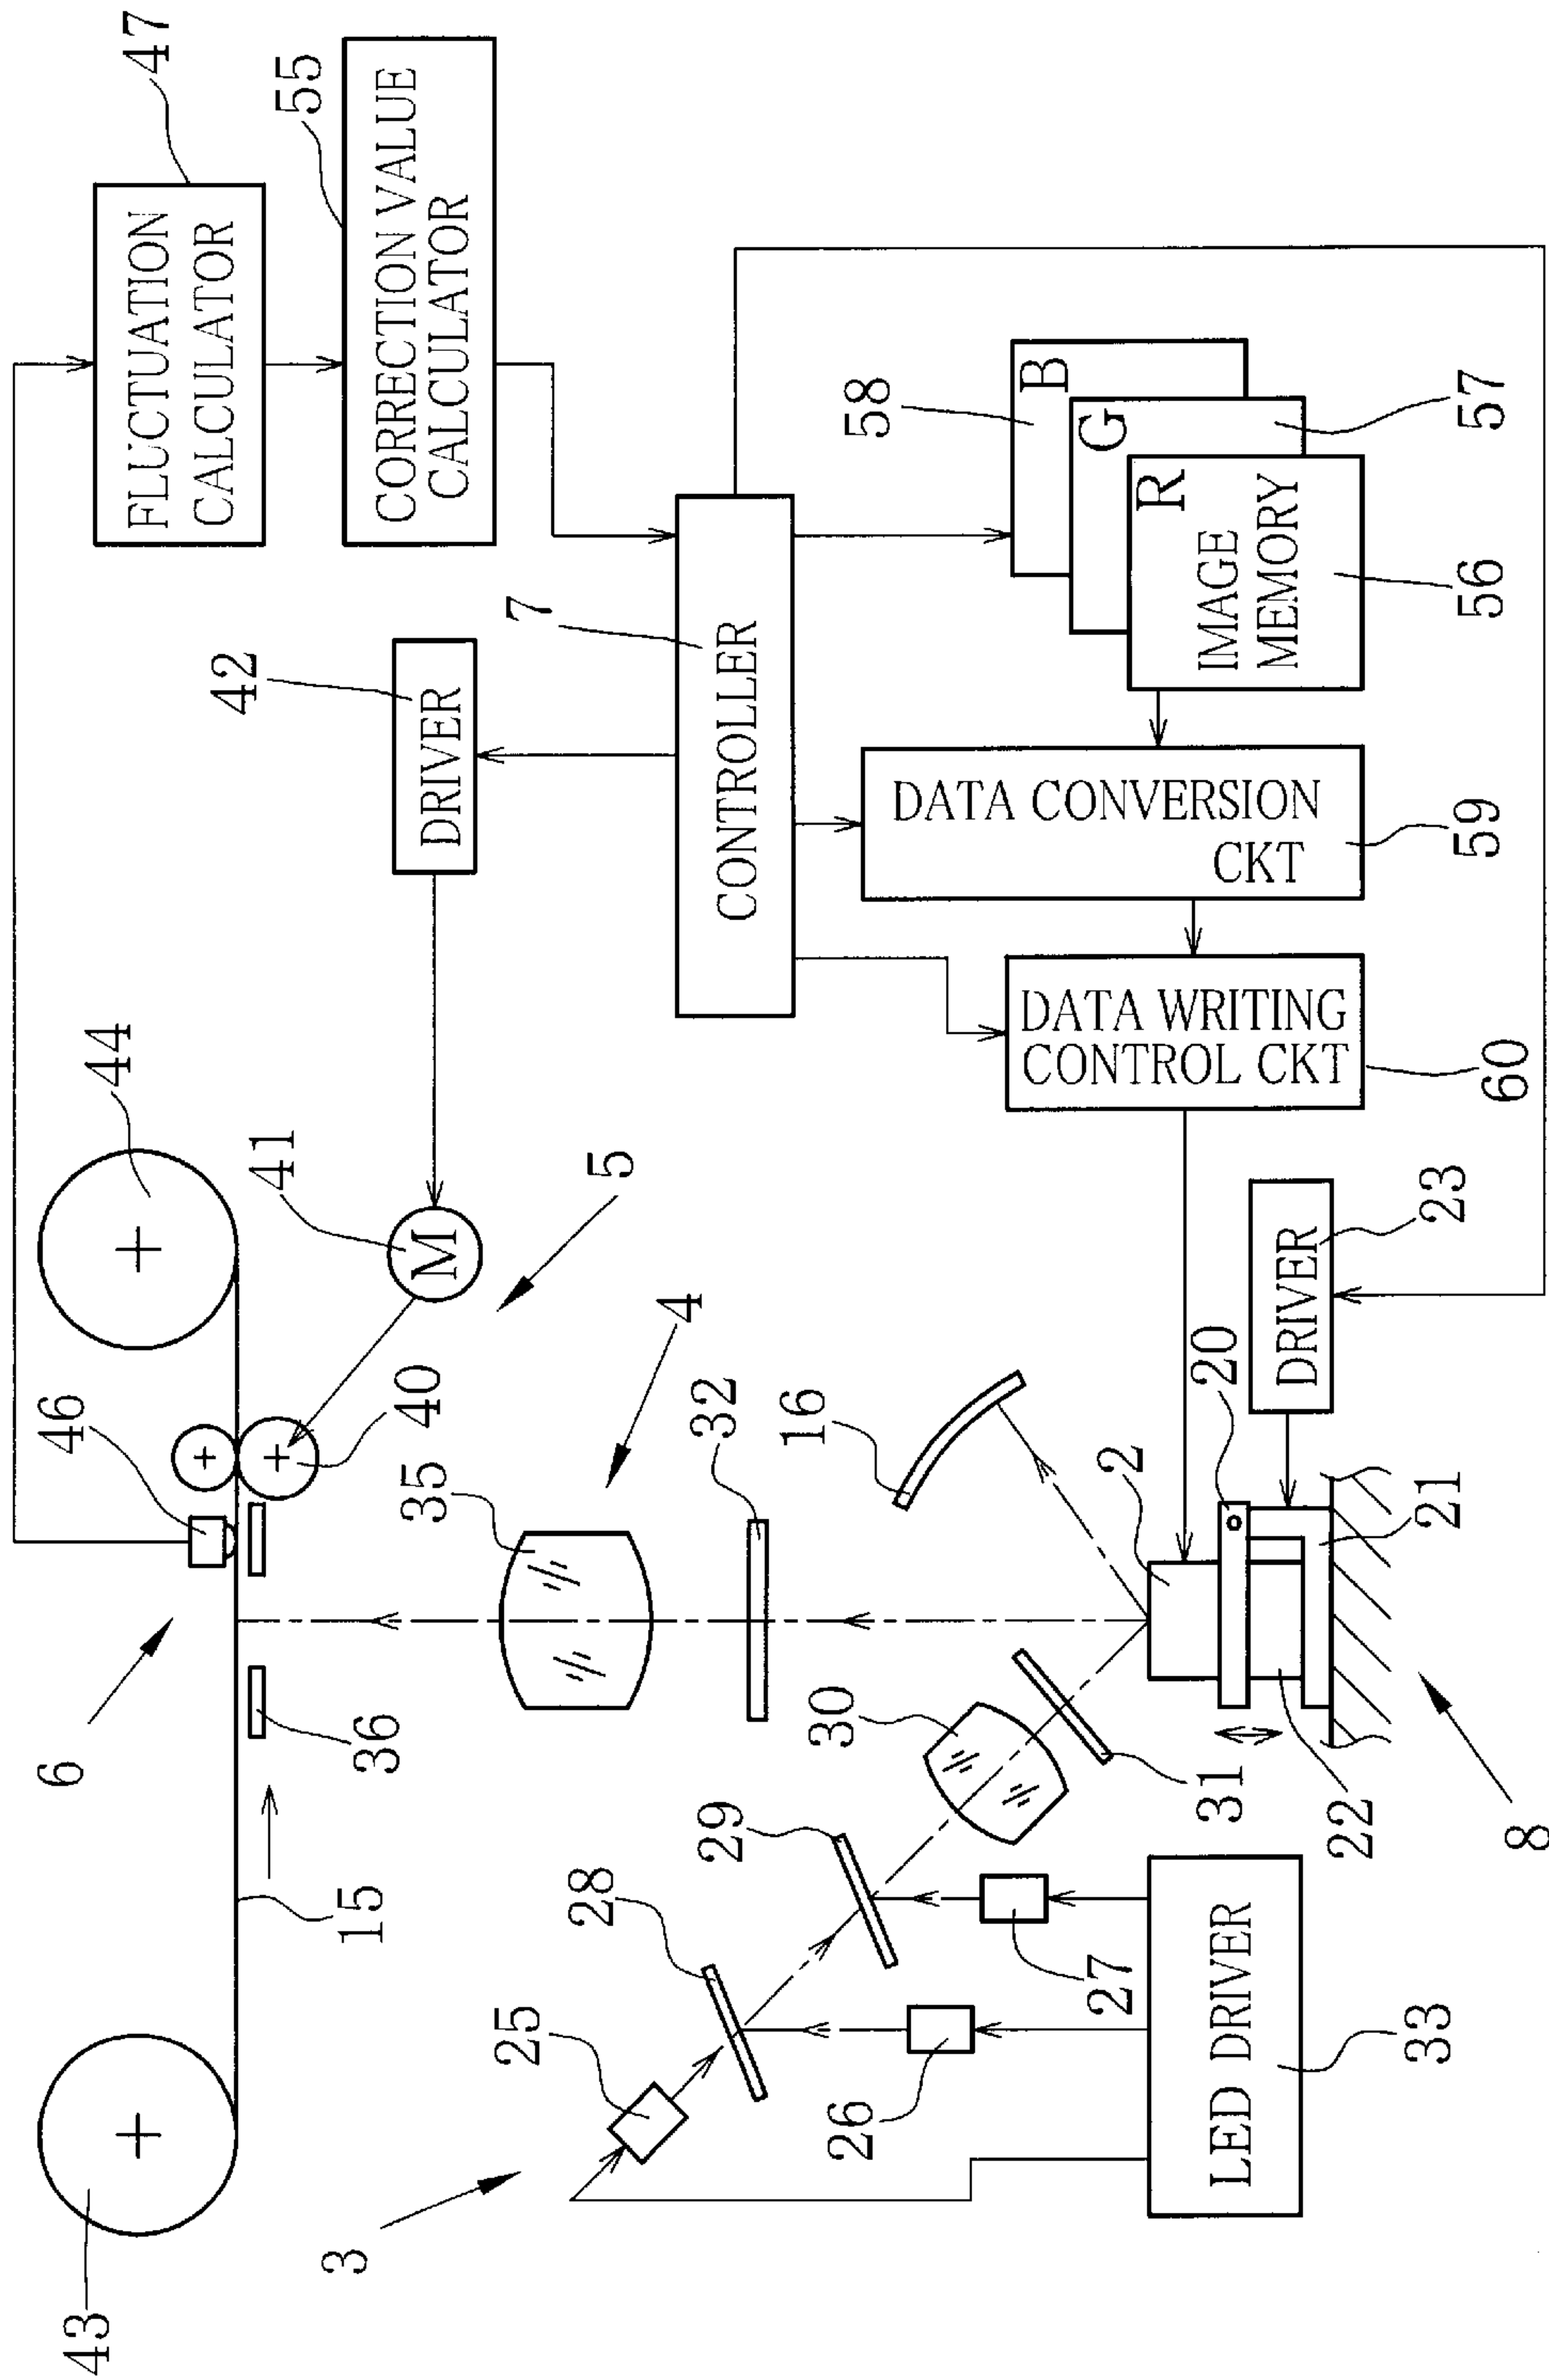 43
44
46
47
FLUCTUATION
CALCULATOR
55
CORRECTION VALUE
CALCULATOR
6
15
36
40
41
M
42
DRIVER
5
4
35
32
7
CONTROLLER
3
25
28
29
30
31
16
26
27
58
B
G
R
IMAGE
MEMORY
57
56
DATA CONVERSION
CKT
59
DATA WRITING
CONTROL CKT
60
2
20
DRIVER
23
21
22
8
LED DRIVER
33